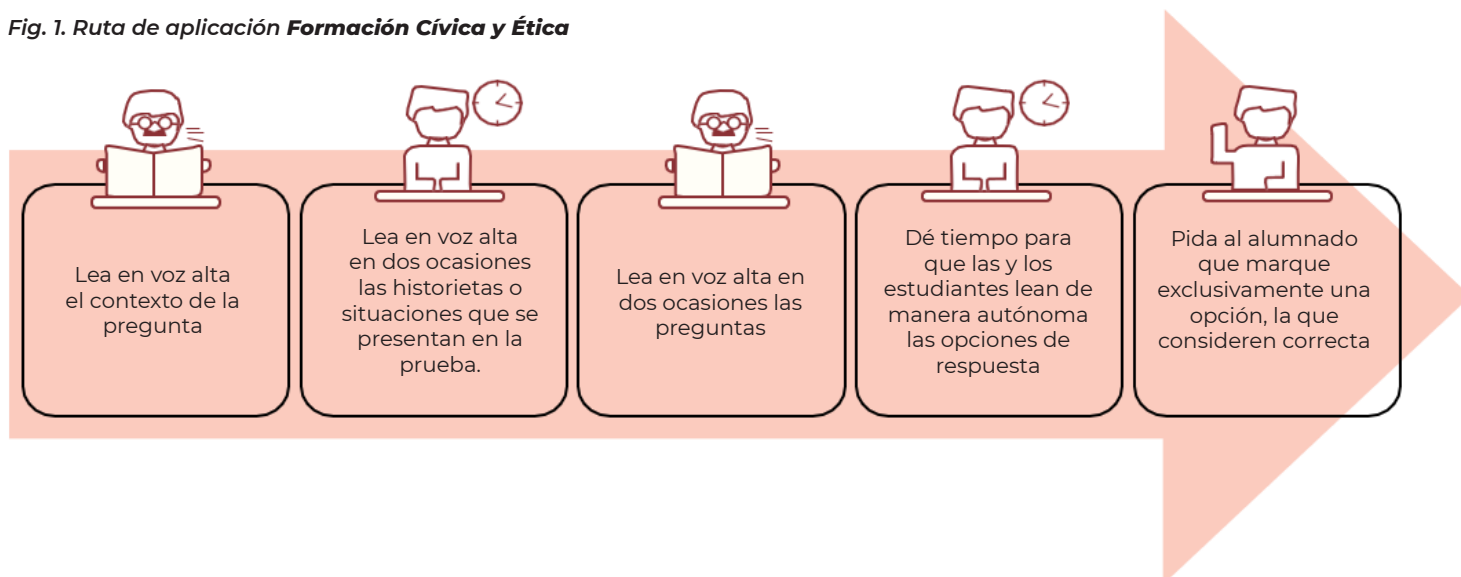 Fig. 1. Ruta de aplicación Formación Cívica y Ética
Lea en voz alta
el contexto de la
pregunta
Lea en voz alta
en dos ocasiones
las historietas o
situaciones que se
presentan en la
prueba.
Lea en voz alta en
dos ocasiones las
preguntas
Dé tiempo para
que las y los
estudiantes lean de
manera autónoma
las opciones de
respuesta
Pida al alumnado
que marque
exclusivamente una
opción, la que
consideren correcta